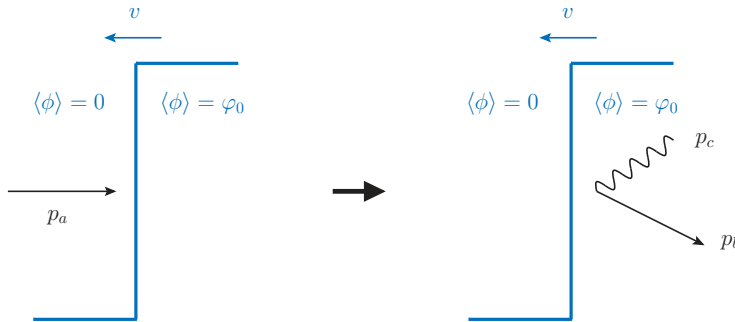 v
v
⟨ϕ⟩ = 0
⟨ϕ⟩ = φ₀
⟨ϕ⟩ = 0
⟨ϕ⟩ = φ₀
p_c
p_a
p_b